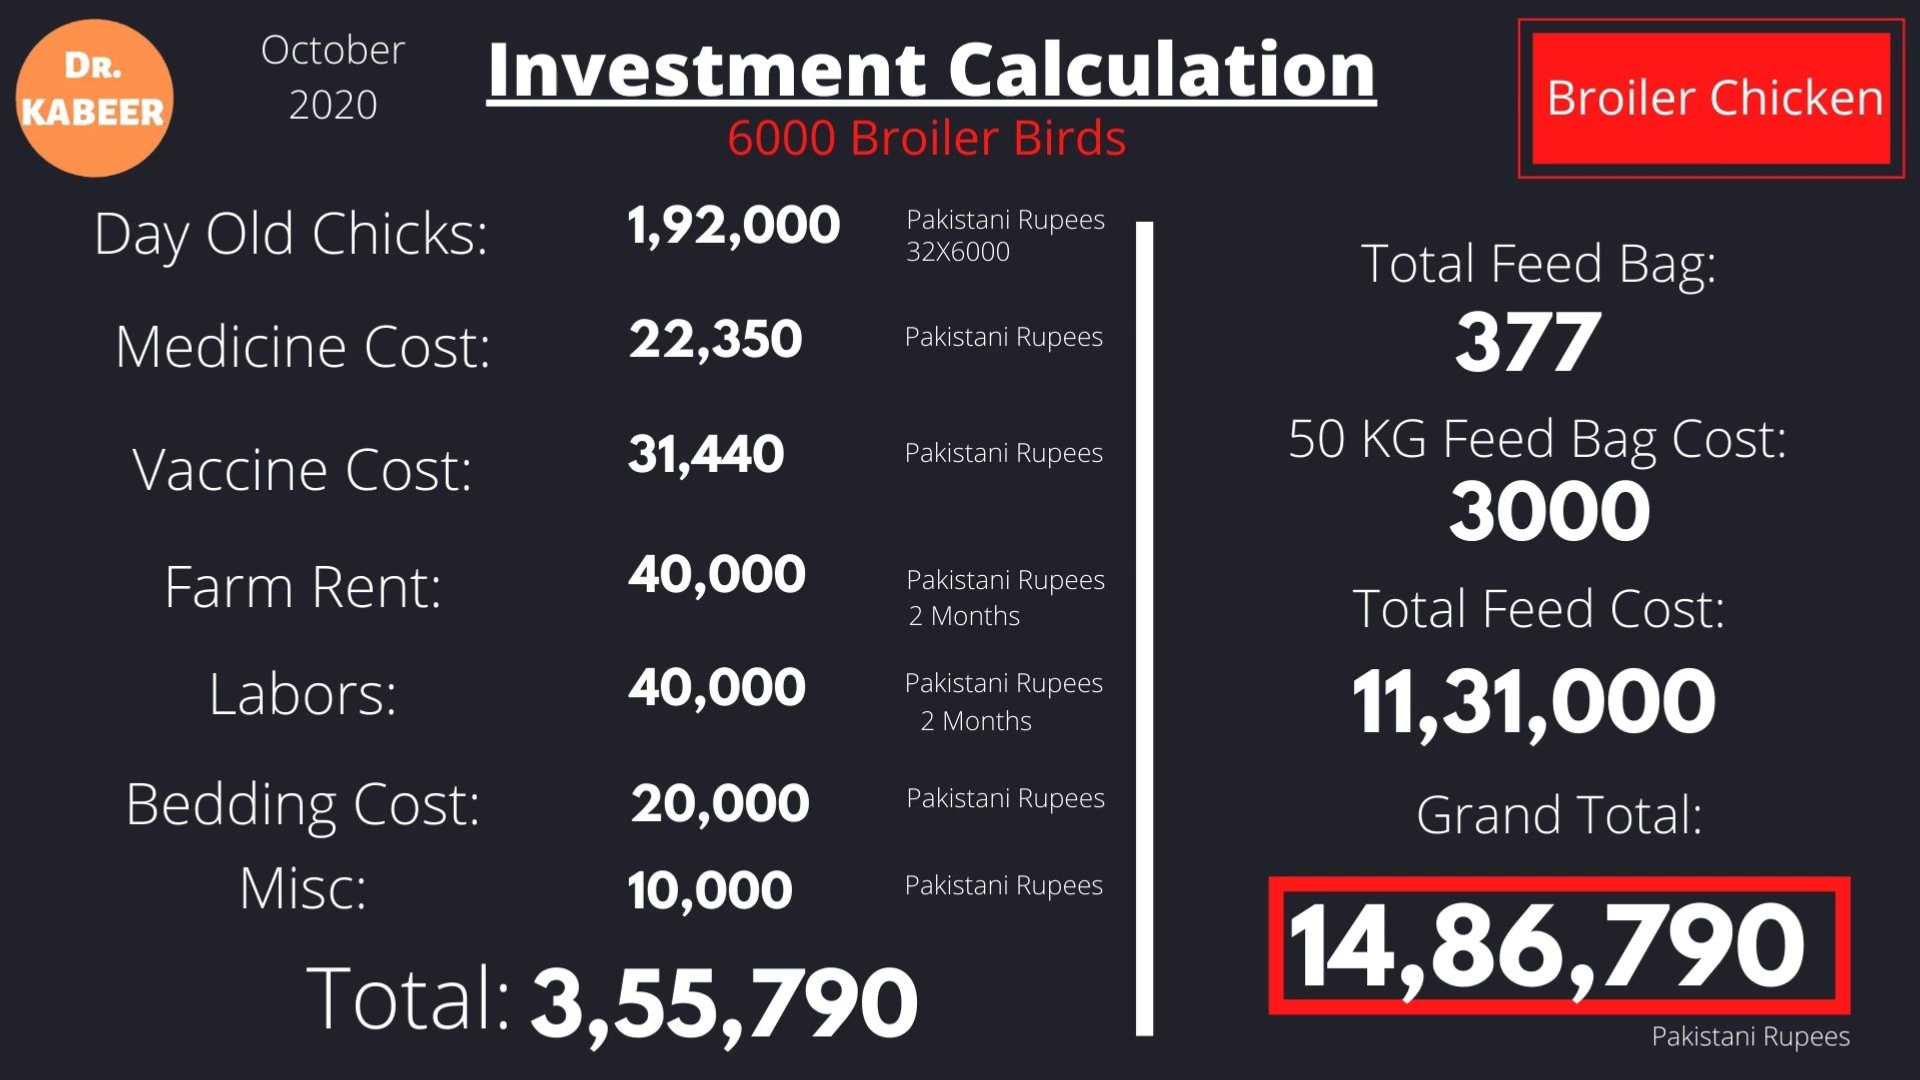 DR.
KABEER
October
2020
Investment Calculation
6000 Broiler Birds
Broiler Chicken
Day Old Chicks: 1,92,000 Pakistani Rupees
32X6000
Medicine Cost: 22,350 Pakistani Rupees
Vaccine Cost: 31,440 Pakistani Rupees
Farm Rent: 40,000 Pakistani Rupees
2 Months
Labors: 40,000 Pakistani Rupees
2 Months
Bedding Cost: 20,000 Pakistani Rupees
Misc: 10,000 Pakistani Rupees
Total: 3,55,790
Total Feed Bag:
377
50 KG Feed Bag Cost:
3000
Total Feed Cost:
11,31,000
Grand Total:
14,86,790
Pakistani Rupees